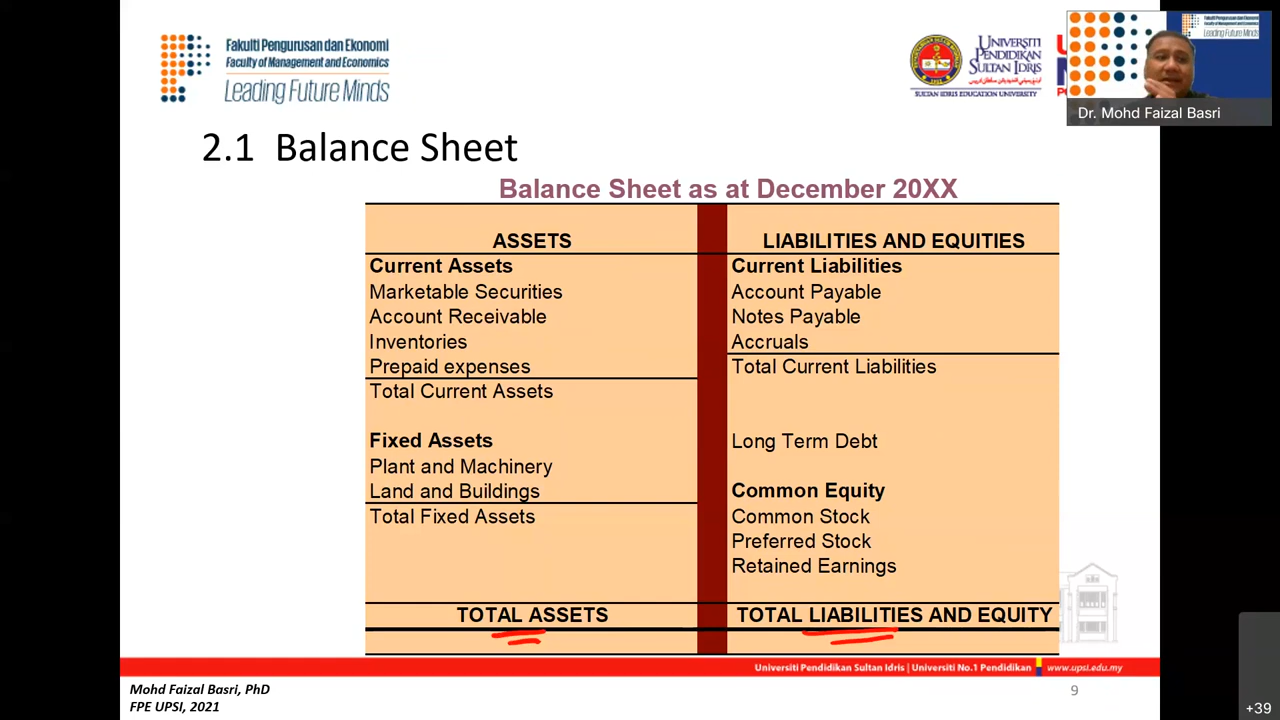 Fakulti Pengurusan dan Ekonomi
Faculty of Management and Economics
Leading Future Minds
UNIVERSITI
PENDIDIKAN
SULTAN IDRIS
SULTAN IDRIS EDUCATION UNIVERSITY
Leading Future Minds
Dr. Mohd Faizal Basri
2.1 Balance Sheet
Balance Sheet as at December 20XX
ASSETS
Current Assets
Marketable Securities
Account Receivable
Inventories
Prepaid expenses
Total Current Assets
Fixed Assets
Plant and Machinery
Land and Buildings
Total Fixed Assets
TOTAL ASSETS
LIABILITIES AND EQUITIES
Current Liabilities
Account Payable
Notes Payable
Accruals
Total Current Liabilities
Long Term Debt
Common Equity
Common Stock
Preferred Stock
Retained Earnings
TOTAL LIABILITIES AND EQUITY
Universiti Pendidikan Sultan Idris | Universiti No.1 Pendidikan www.upsi.edu.my
Mohd Faizal Basri, PhD
FPE UPSI, 2021
9
+39